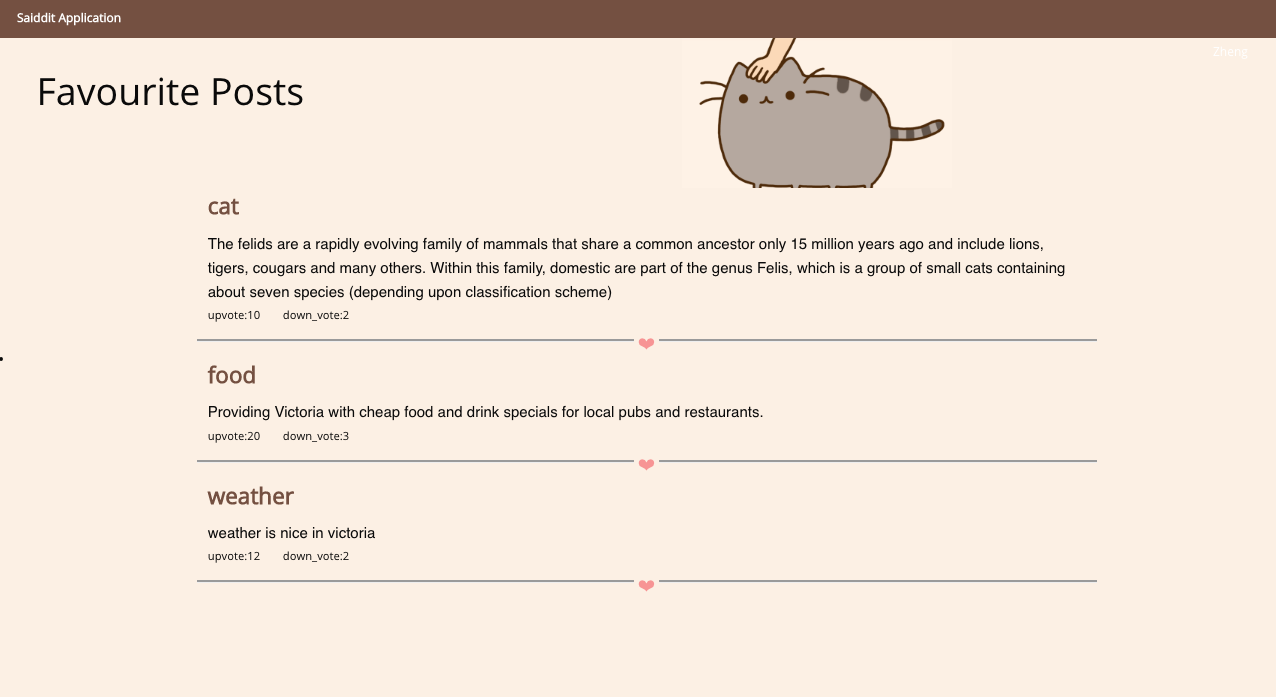 Saiddit Application
Zheng
Favourite Posts
cat
The felids are a rapidly evolving family of mammals that share a common ancestor only 15 million years ago and include lions,
tigers, cougars and many others. Within this family, domestic are part of the genus Felis, which is a group of small cats containing
about seven species (depending upon classification scheme)
upvote:10 down_vote:2
food
Providing Victoria with cheap food and drink specials for local pubs and restaurants.
upvote:20 down_vote:3
weather
weather is nice in victoria
upvote:12 down_vote:2